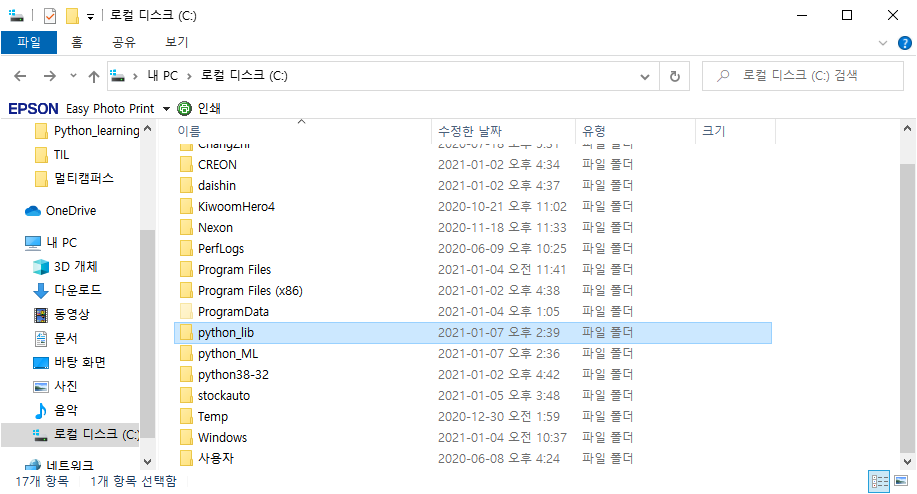 로컬 디스크 (C:)
파일 홈 공유 보기
내 PC 로컬 디스크 (C:) 로컬 디스크 (C:) 검색
EPSON Easy Photo Print 인쇄
이름 수정한 날짜 유형 크기
Python_learning
TIL
멀티캠퍼스
OneDrive
내 PC
3D 개체
다운로드
동영상
문서
바탕 화면
사진
음악
로컬 디스크 (C:)
네트워크
ChangZhi 2020-07-18 오후 5:31 파일 폴더
CREON 2021-01-02 오후 4:34 파일 폴더
daishin 2021-01-02 오후 4:37 파일 폴더
KiwoomHero4 2020-10-21 오후 11:02 파일 폴더
Nexon 2020-11-18 오후 11:33 파일 폴더
PerfLogs 2020-06-09 오후 10:25 파일 폴더
Program Files 2021-01-04 오전 11:41 파일 폴더
Program Files (x86) 2021-01-02 오후 4:38 파일 폴더
ProgramData 2021-01-04 오후 1:05 파일 폴더
python_lib 2021-01-07 오후 2:39 파일 폴더
python_ML 2021-01-07 오후 2:36 파일 폴더
python38-32 2021-01-02 오후 4:42 파일 폴더
stockauto 2021-01-05 오후 3:48 파일 폴더
Temp 2020-12-30 오전 1:59 파일 폴더
Windows 2021-01-04 오전 10:37 파일 폴더
사용자 2020-06-08 오후 4:24 파일 폴더
17개 항목 1개 항목 선택함